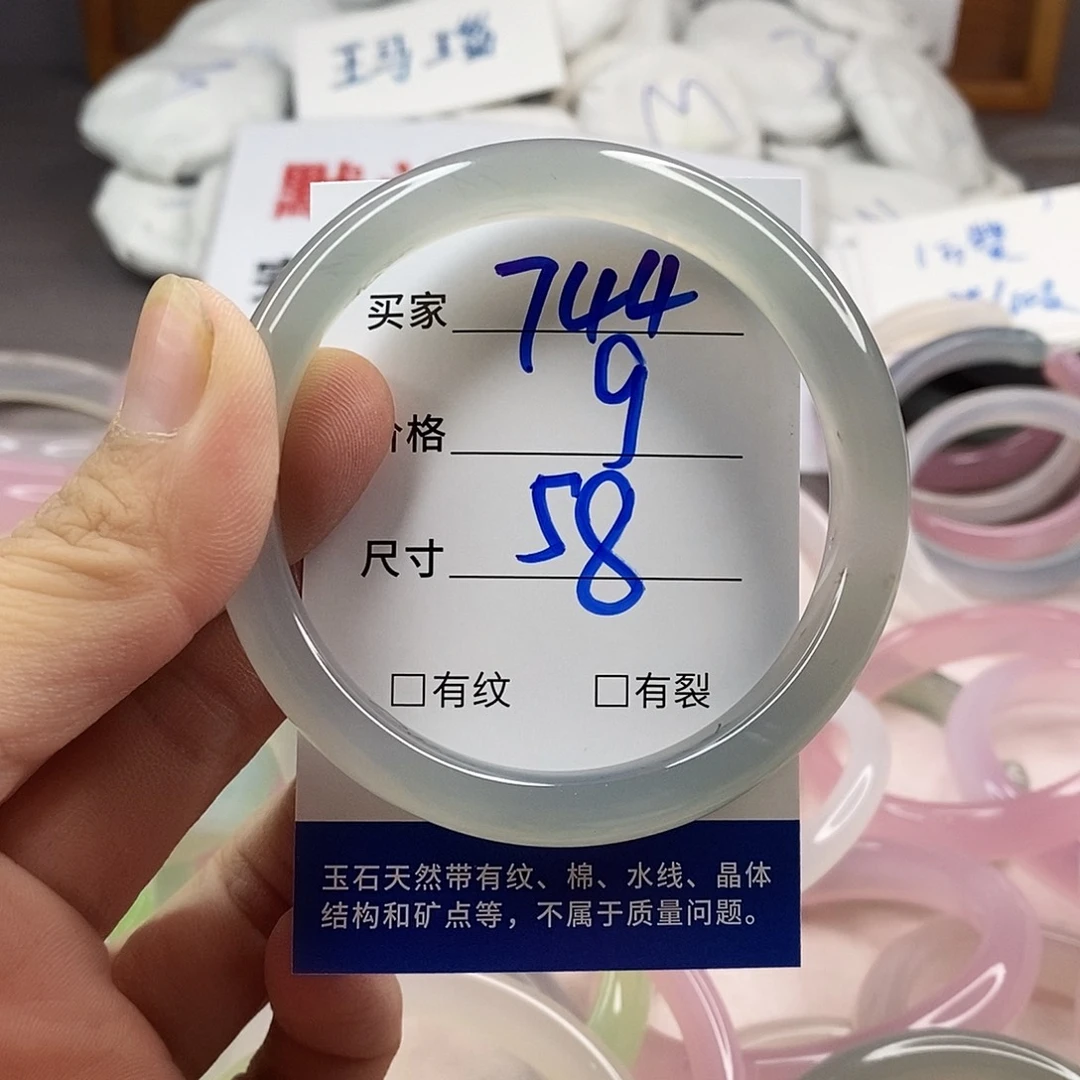 玉玛瑙
M
买家 744
价格 9
尺寸 58
□有纹 □有裂
玉石天然带有纹、棉、水线、晶体
结构和矿点等，不属于质量问题。